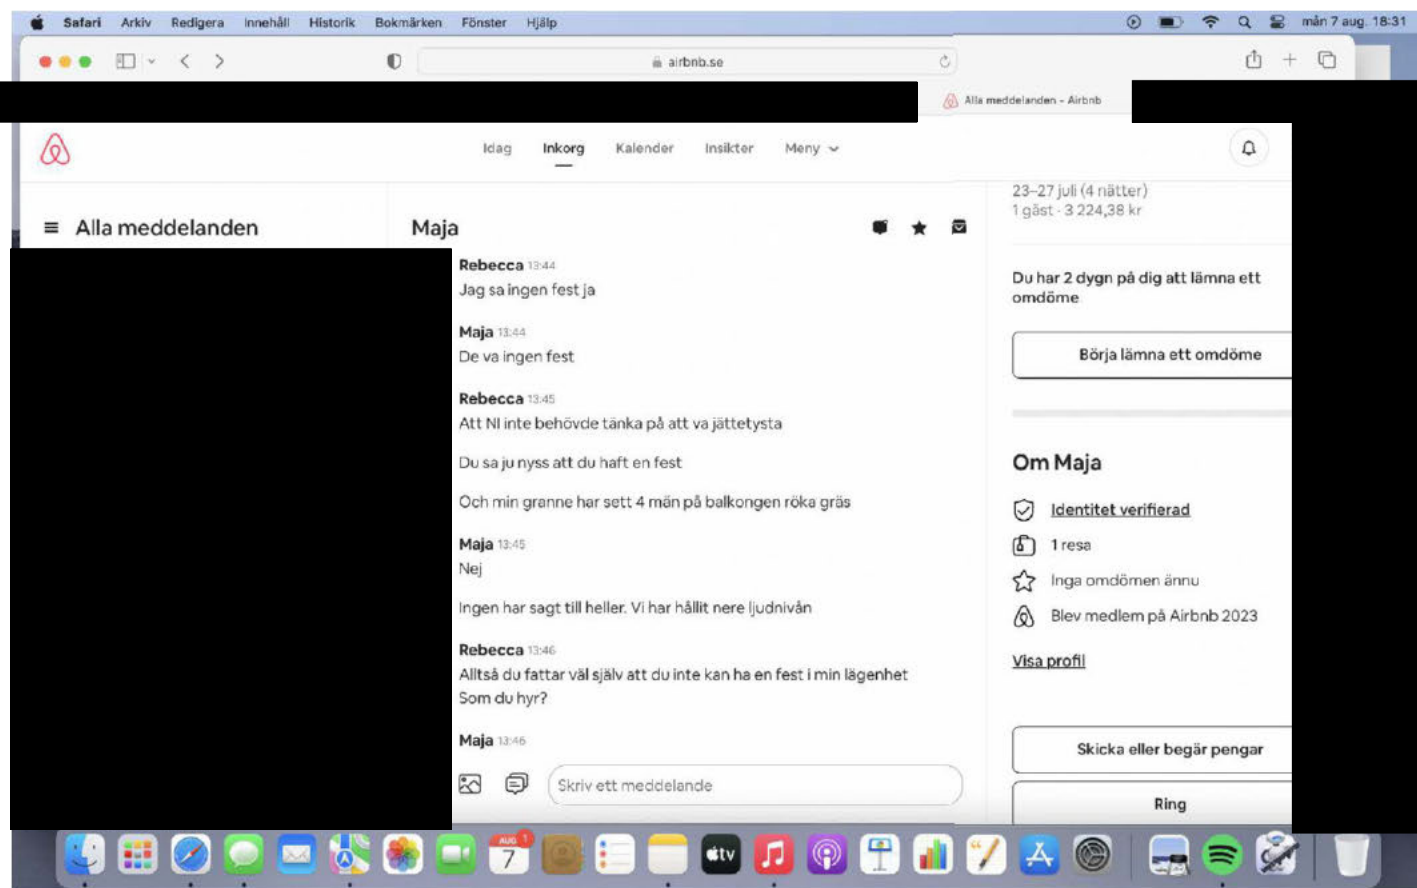 Safari Arkiv Redigera Innehåll Historik Bokmärken Fönster Hjälp
mån 7 aug. 18:31
airbnb.se
Alla meddelanden – Airbnb
Idag Inkorg Kalender Insikter Meny
Alla meddelanden
Maja
Rebecca 13:44
Jag sa ingen fest ja
Maja 13:44
De va ingen fest
Rebecca 13:45
Att NI inte behövde tänka på att va jättetysta
Du sa ju nyss att du haft en fest
Och min granne har sett 4 män på balkongen röka gräs
Maja 13:45
Nej
Ingen har sagt till heller. Vi har hållit nere ljudnivån
Rebecca 13:46
Alltså du fattar väl själv att du inte kan ha en fest i min lägenhet
Som du hyr?
Maja 13:46
Skriv ett meddelande
23–27 juli (4 nätter)
1 gäst · 3 224,38 kr
Du har 2 dygn på dig att lämna ett
omdöme
Börja lämna ett omdöme
Om Maja
Identitet verifierad
1 resa
Inga omdömen ännu
Blev medlem på Airbnb 2023
Visa profil
Skicka eller begär pengar
Ring
AUG 1
7
tv